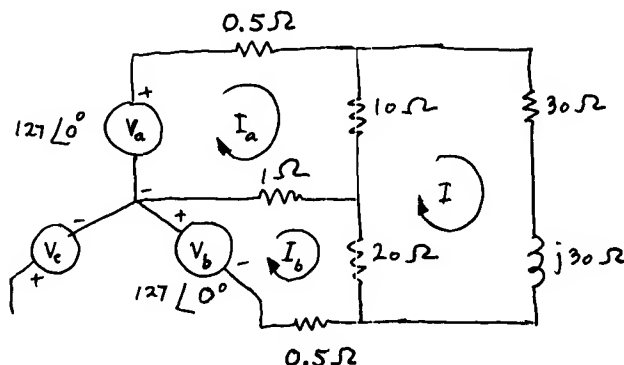 0.5Ω
127∠0° Va + -
Ia
10Ω
30Ω
1Ω
I
Vc - +
Vb + -
127∠0°
Ib
20Ω
j30Ω
0.5Ω